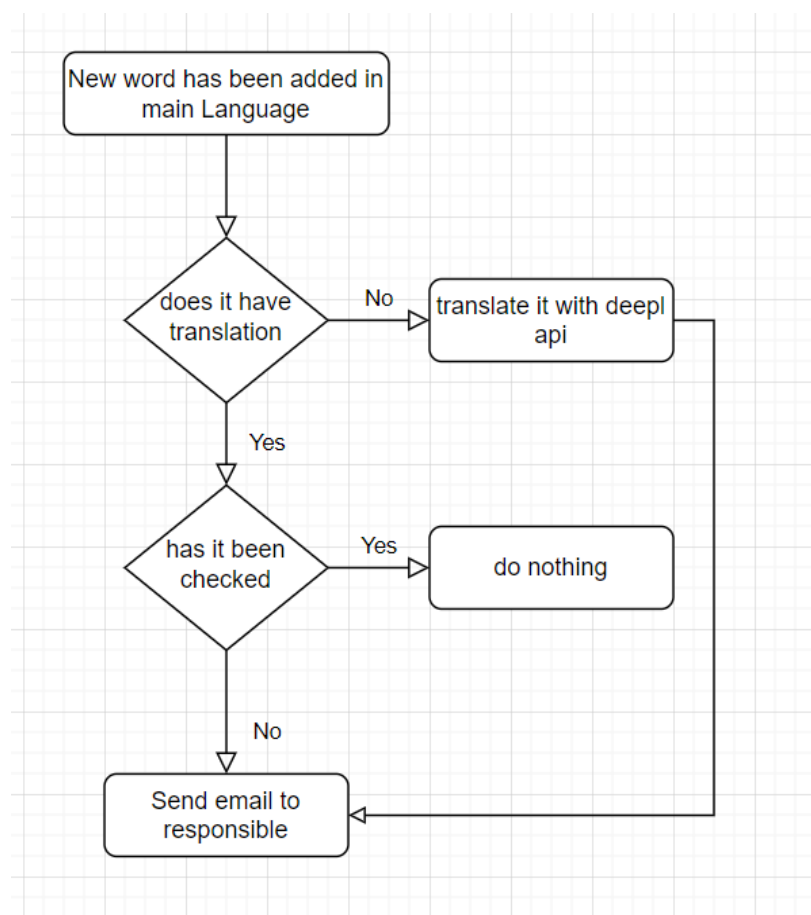 New word has been added in
main Language
does it have
translation
No
translate it with deepl
api
Yes
has it been
checked
Yes
do nothing
No
Send email to
responsible